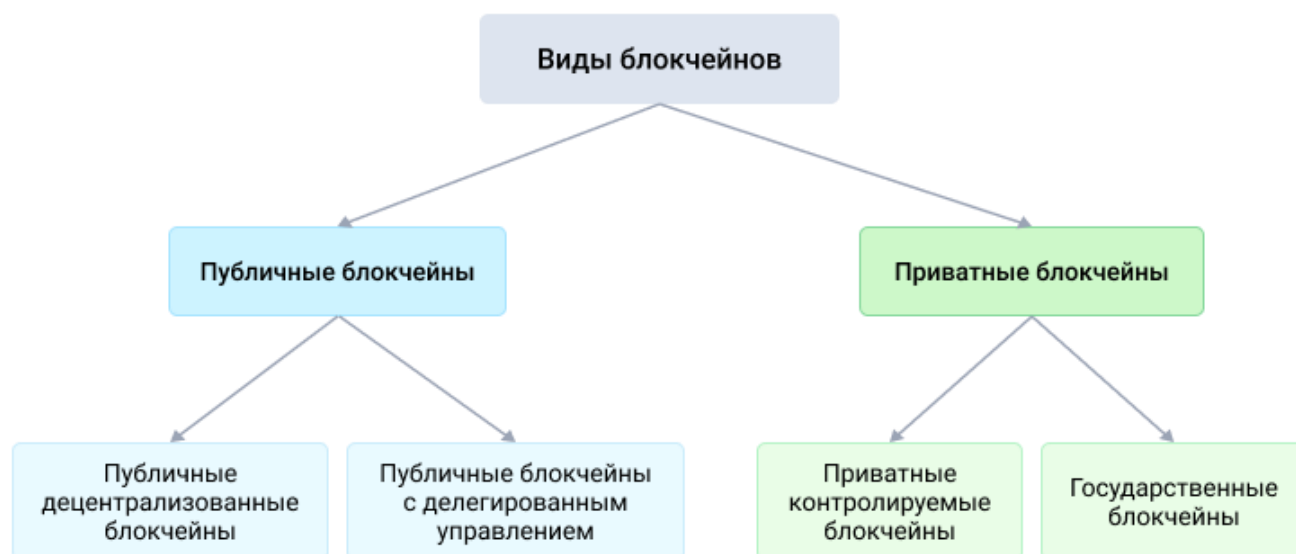 Виды блокчейнов
Публичные блокчейны
Приватные блокчейны
Публичные
децентрализованные
блокчейны
Публичные блокчейны
с делегированным
управлением
Приватные
контролируемые
блокчейны
Государственные
блокчейны